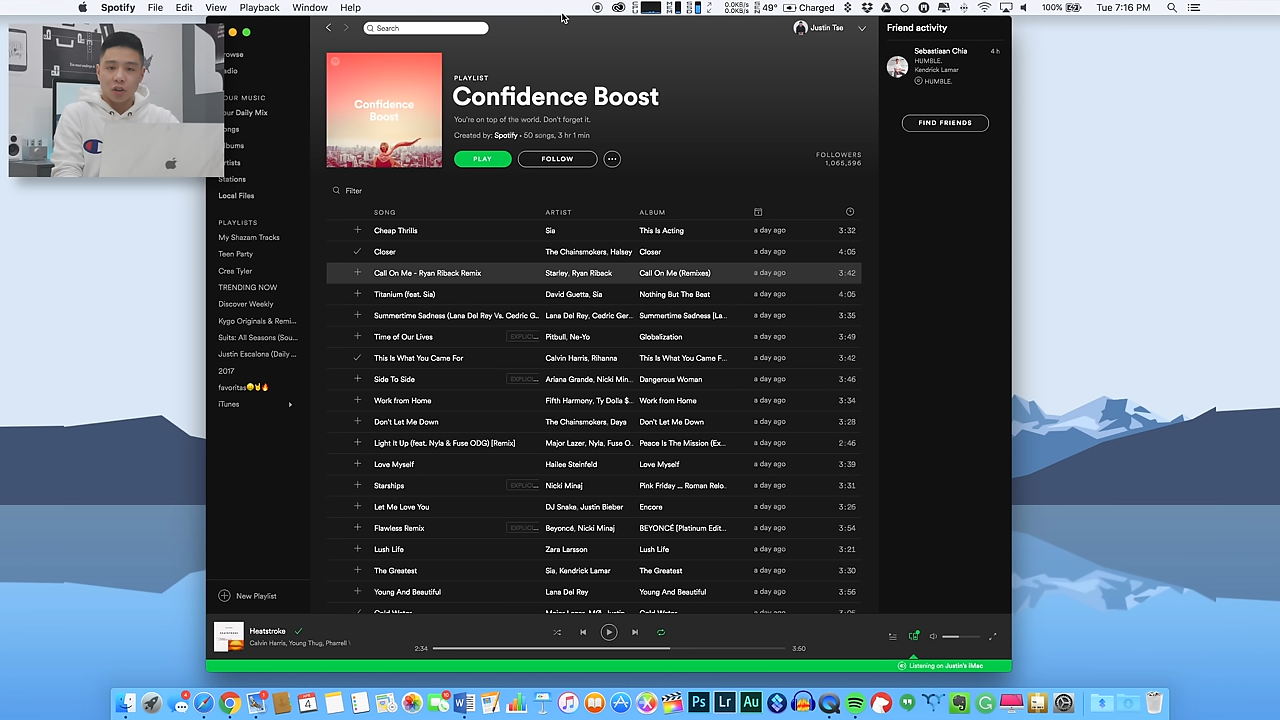 Spotify File Edit View Playback Window Help
0.0KB/s
0.0KB/s
49° Charged
100%
Tue 7:16 PM
Search
Justin Tse
Friend activity
Sebastiaan Chia 4 h
HUMBLE.
Kendrick Lamar
HUMBLE.
FIND FRIENDS
Your Daily Mix
Stations
Local Files
PLAYLISTS
My Shazam Tracks
Teen Party
Crea Tyler
TRENDING NOW
Discover Weekly
Kygo Originals & Remi...
Suits: All Seasons (Sou...
Justin Escalona (Daily ...
2017
favoritas😝🤘🔥
iTunes
New Playlist
Confidence
Boost
PLAYLIST
Confidence Boost
You're on top of the world. Don't forget it.
Created by: Spotify • 50 songs, 3 hr 1 min
PLAY FOLLOW
FOLLOWERS
1,065,596
Filter
SONG ARTIST ALBUM
Cheap Thrills Sia This Is Acting a day ago 3:32
Closer The Chainsmokers, Halsey Closer a day ago 4:05
Call On Me - Ryan Riback Remix Starley, Ryan Riback Call On Me (Remixes) a day ago 3:42
Titanium (feat. Sia) David Guetta, Sia Nothing But The Beat a day ago 4:05
Summertime Sadness (Lana Del Rey Vs. Cedric G... Lana Del Rey, Cedric Ger... Summertime Sadness [La... a day ago 3:35
Time of Our Lives EXPLICI... Pitbull, Ne-Yo Globalization a day ago 3:49
This Is What You Came For Calvin Harris, Rihanna This Is What You Came F... a day ago 3:42
Side To Side EXPLICI... Ariana Grande, Nicki Min... Dangerous Woman a day ago 3:46
Work from Home Fifth Harmony, Ty Dolla $... Work from Home a day ago 3:34
Don't Let Me Down The Chainsmokers, Daya Don't Let Me Down a day ago 3:28
Light It Up (feat. Nyla & Fuse ODG) [Remix] Major Lazer, Nyla, Fuse O... Peace Is The Mission (Ex... a day ago 2:46
Love Myself Hailee Steinfeld Love Myself a day ago 3:39
Starships EXPLICI... Nicki Minaj Pink Friday ... Roman Relo... a day ago 3:31
Let Me Love You DJ Snake, Justin Bieber Encore a day ago 3:26
Flawless Remix EXPLICI... Beyoncé, Nicki Minaj BEYONCÉ [Platinum Edit... a day ago 3:54
Lush Life Zara Larsson Lush Life a day ago 3:21
The Greatest Sia, Kendrick Lamar The Greatest a day ago 3:30
Young And Beautiful Lana Del Rey Young And Beautiful a day ago 3:56
Heatstroke
Calvin Harris, Young Thug, Pharrell
2:34 3:50
Listening on Justin's iMac
Ps Lr Au